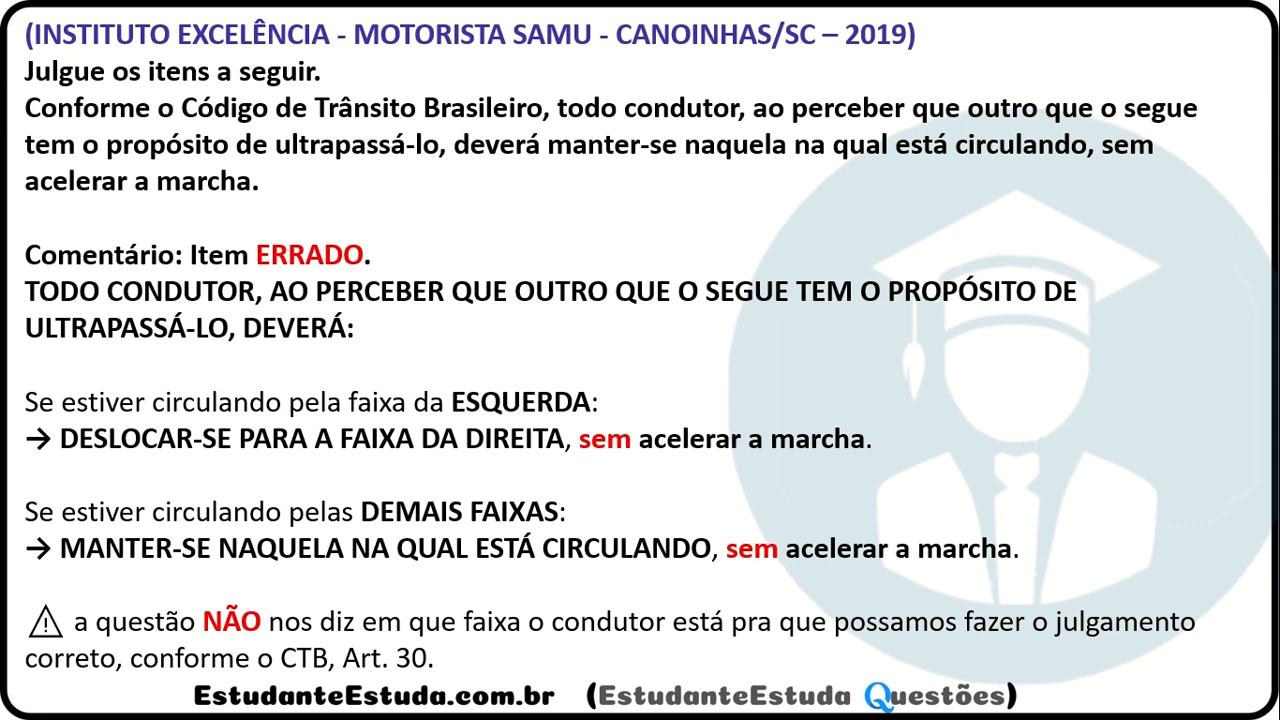 (INSTITUTO EXCELÊNCIA - MOTORISTA SAMU - CANOINHAS/SC – 2019)
Julgue os itens a seguir.
Conforme o Código de Trânsito Brasileiro, todo condutor, ao perceber que outro que o segue
tem o propósito de ultrapassá-lo, deverá manter-se naquela na qual está circulando, sem
acelerar a marcha.
Comentário: Item ERRADO.
TODO CONDUTOR, AO PERCEBER QUE OUTRO QUE O SEGUE TEM O PROPÓSITO DE
ULTRAPASSÁ-LO, DEVERÁ:
Se estiver circulando pela faixa da ESQUERDA:
→ DESLOCAR-SE PARA A FAIXA DA DIREITA, sem acelerar a marcha.
Se estiver circulando pelas DEMAIS FAIXAS:
→ MANTER-SE NAQUELA NA QUAL ESTÁ CIRCULANDO, sem acelerar a marcha.
⚠ a questão NÃO nos diz em que faixa o condutor está pra que possamos fazer o julgamento
correto, conforme o CTB, Art. 30.
EstudanteEstuda.com.br (EstudanteEstuda Questões)